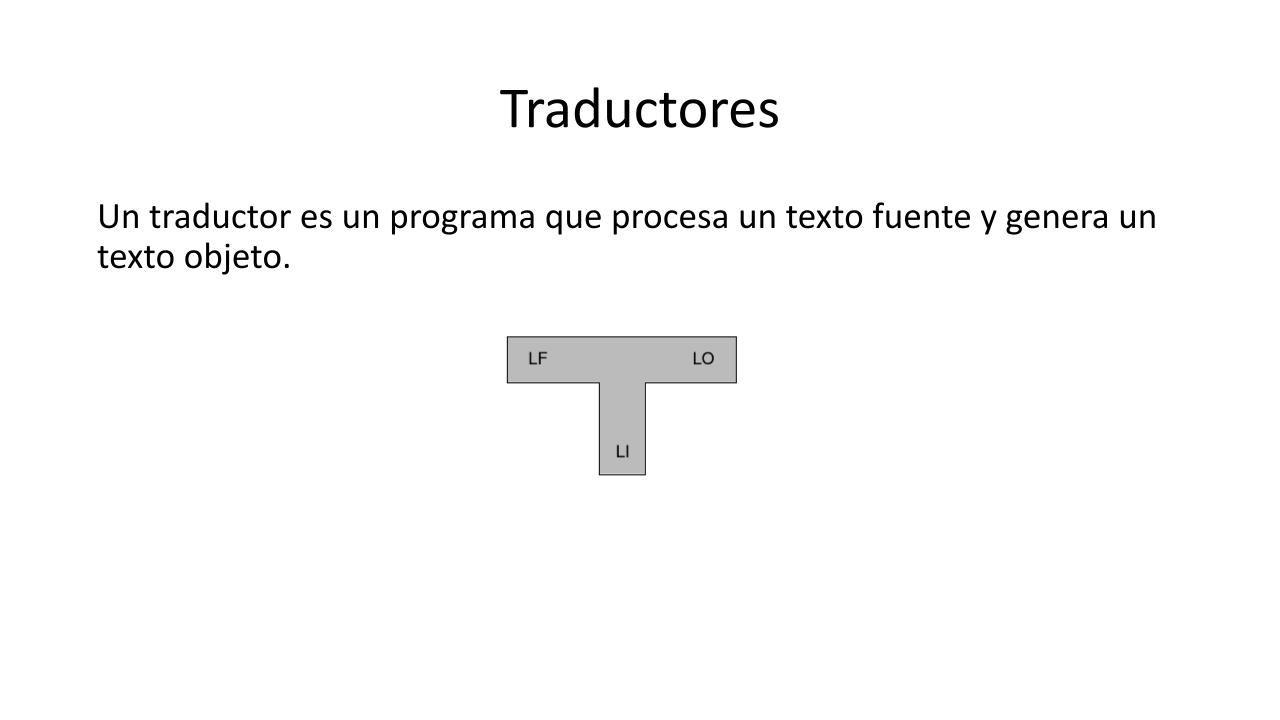 Traductores
Un traductor es un programa que procesa un texto fuente y genera un
texto objeto.
LF LO
LI